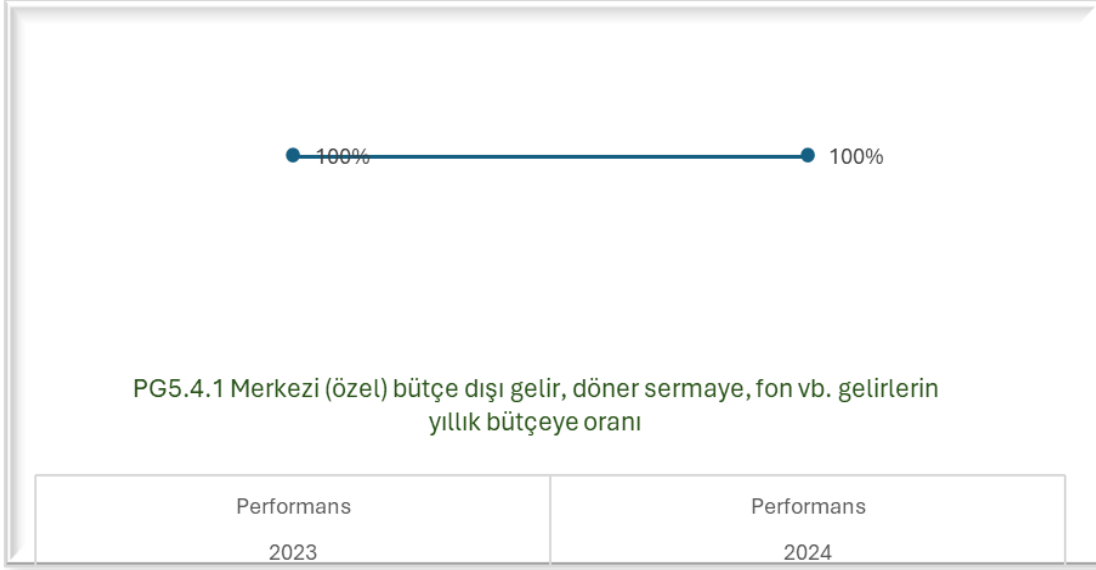 100% 100%
PG5.4.1 Merkezi (özel) bütçe dışı gelir, döner sermaye, fon vb. gelirlerin
yıllık bütçeye oranı
Performans Performans
2023 2024